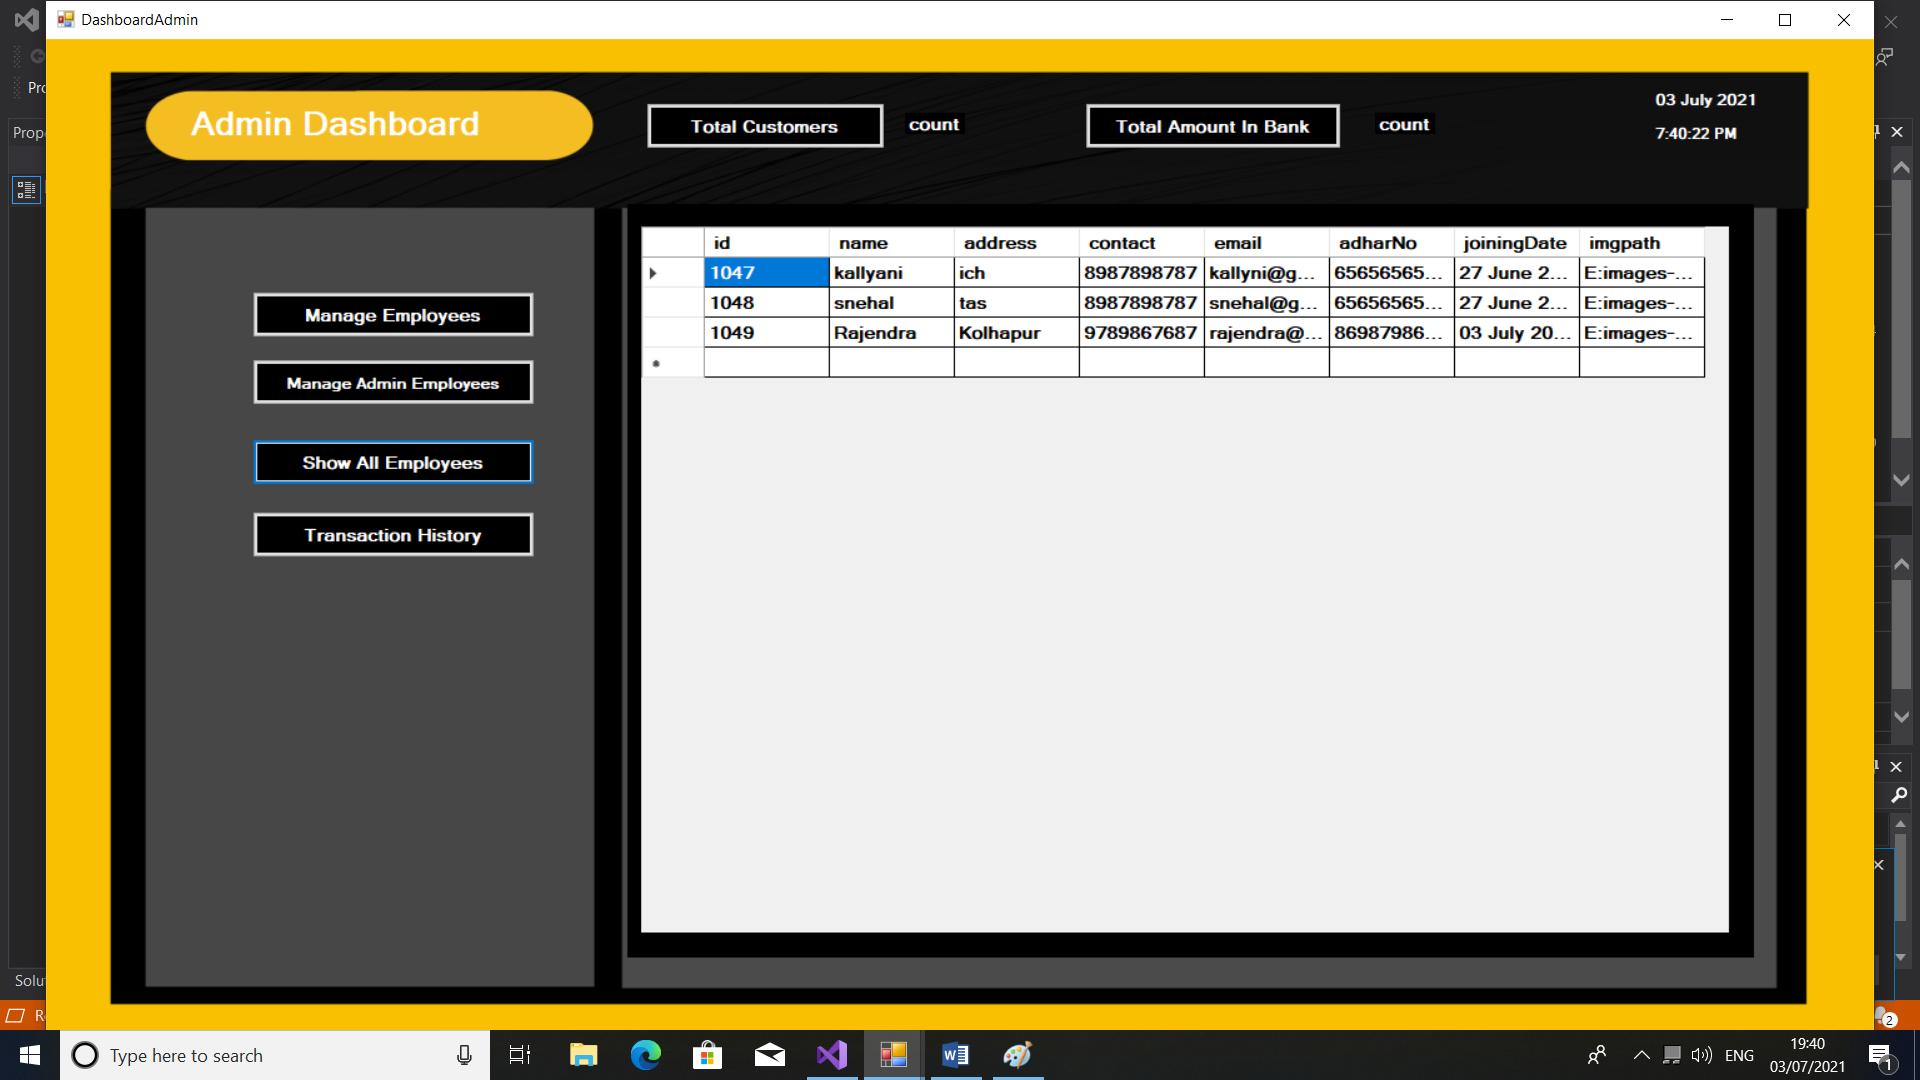 DashboardAdmin
Admin Dashboard
Total Customers
count
Total Amount In Bank
count
03 July 2021
7:40:22 PM
Manage Employees
Manage Admin Employees
Show All Employees
Transaction History
id name address contact email adharNo joiningDate imgpath
1047 kallyani ich 8987898787 kallyni@g... 65656565... 27 June 2... E:images-...
1048 snehal tas 8987898787 snehal@g... 65656565... 27 June 2... E:images-...
1049 Rajendra Kolhapur 9789867687 rajendra@... 86987986... 03 July 20... E:images-...
Type here to search
ENG
19:40
03/07/2021
2
1